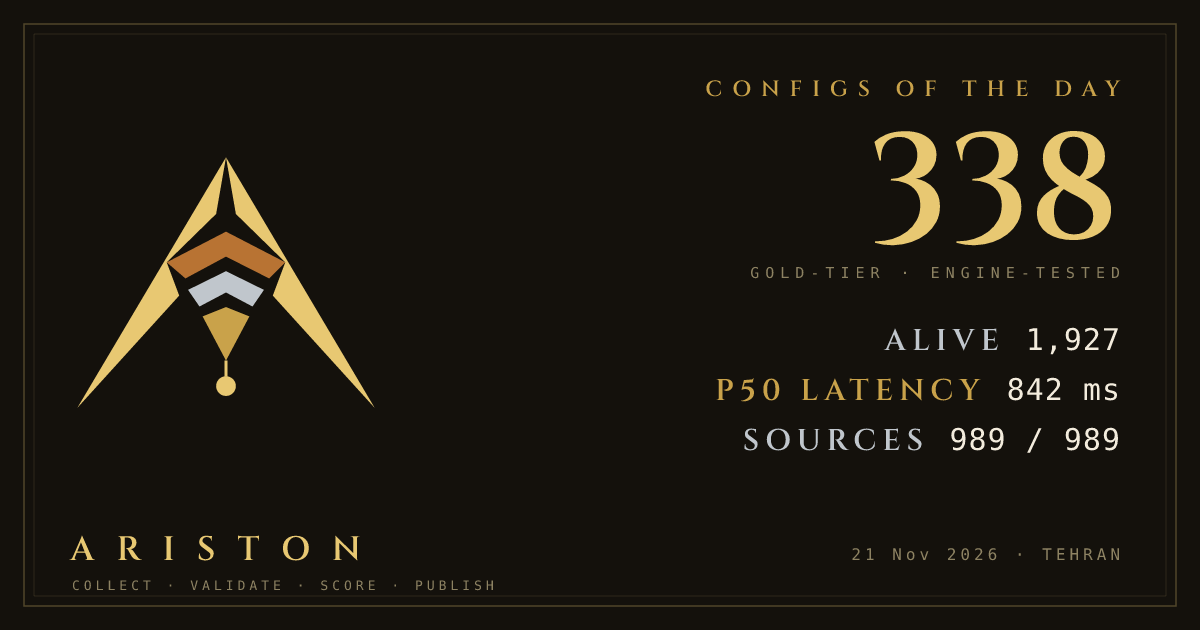 CONFIGS OF THE DAY
338
GOLD-TIER · ENGINE-TESTED
ALIVE 1,927
P50 LATENCY 842 ms
SOURCES 989 / 989
ARISTON
COLLECT · VALIDATE · SCORE · PUBLISH
21 Nov 2026 · TEHRAN